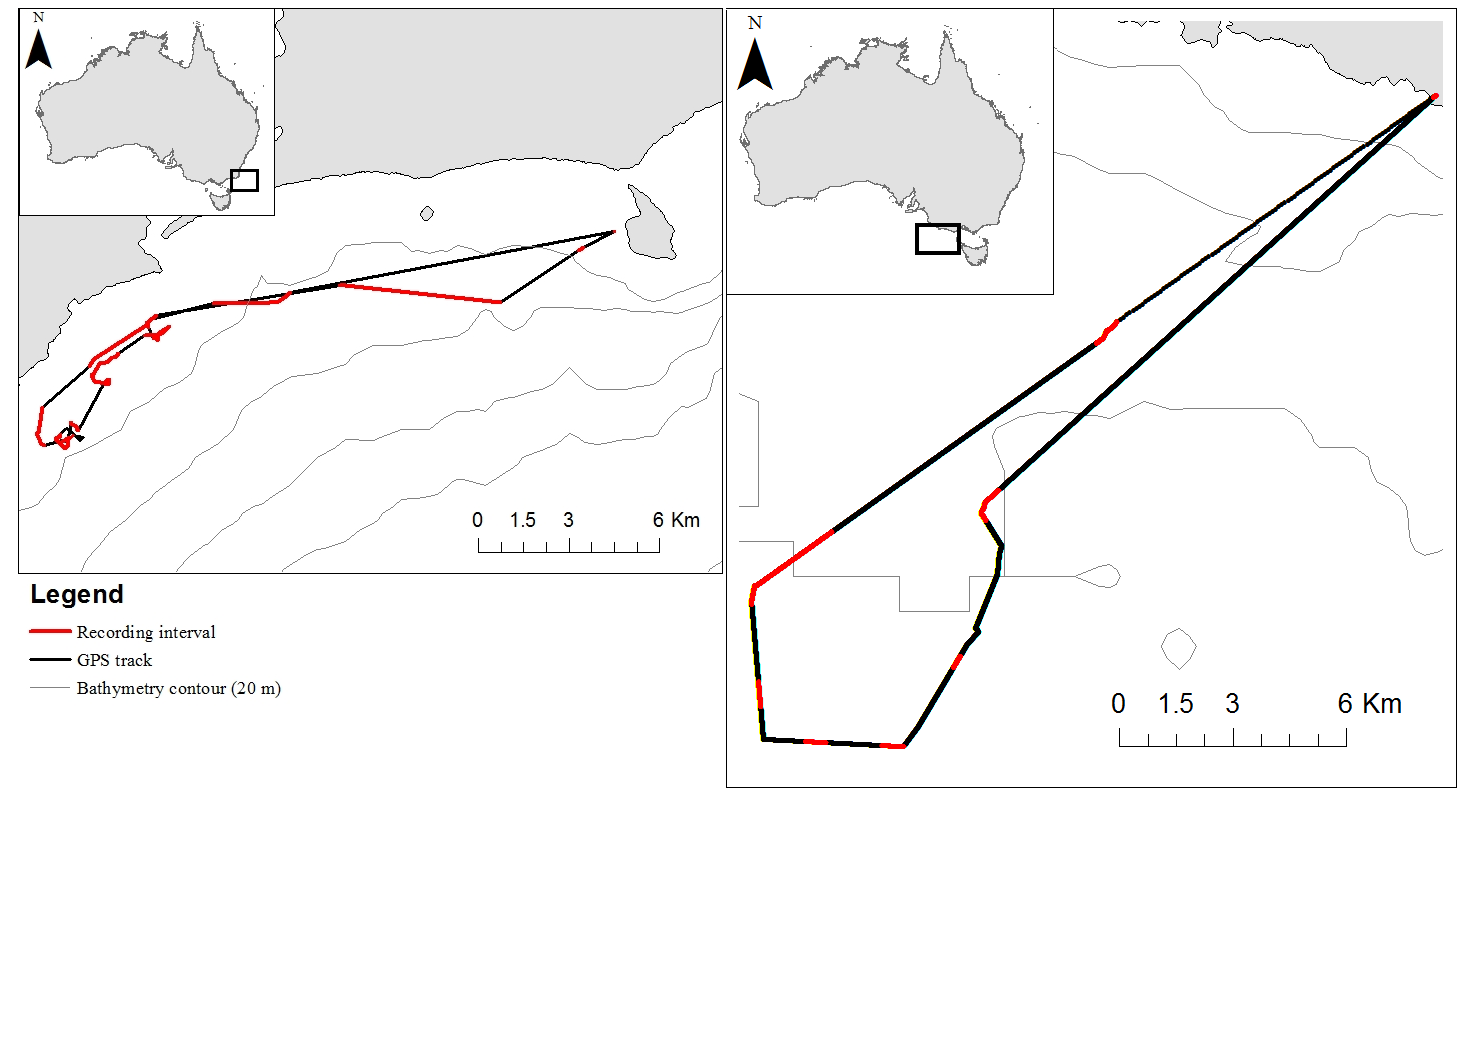 N
0 1.5 3 6 Km
Legend
Recording interval
GPS track
Bathymetry contour (20 m)
N
0 1.5 3 6 Km